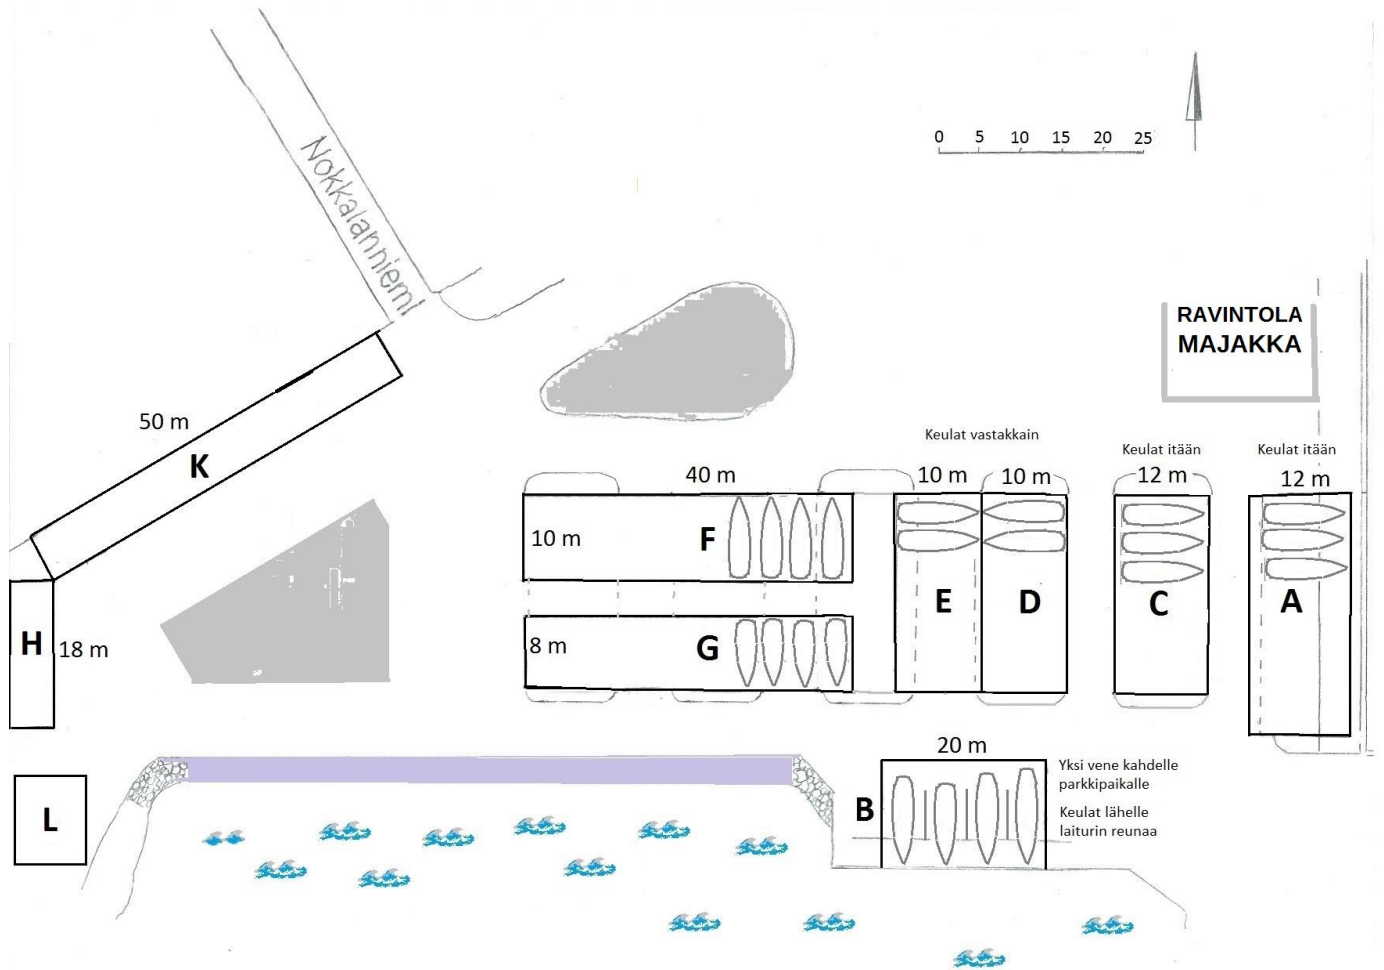 Nokkalanniemi
0 5 10 15 20 25
RAVINTOLA
MAJAKKA
50 m
K
Keulat vastakkain
Keulat itään
Keulat itään
40 m
10 m
10 m
12 m
12 m
10 m
F
E
D
C
A
H
18 m
8 m
G
20 m
B
Yksi vene kahdelle
parkkipaikalle
Keulat lähelle
laiturin reunaa
L